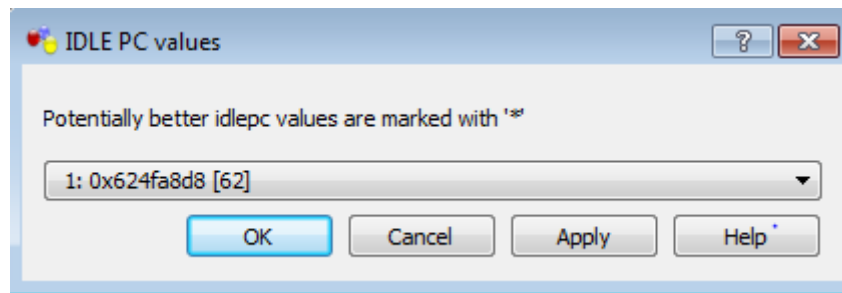 IDLE PC values
?
Potentially better idlepc values are marked with '*'
1: 0x624fa8d8 [62]
OK Cancel Apply Help